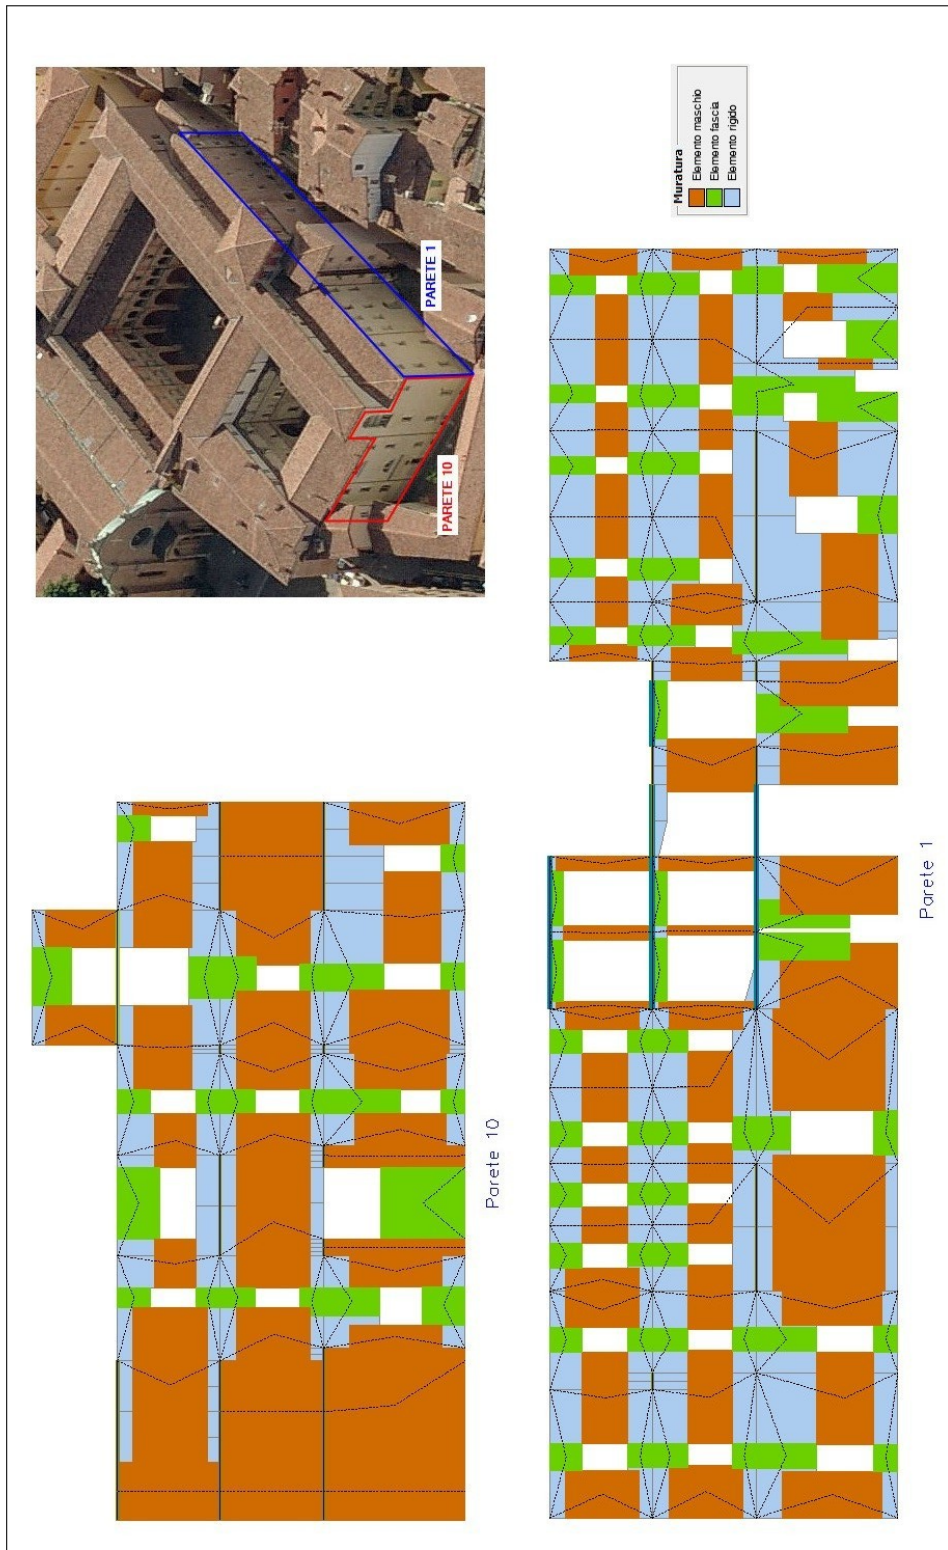 PARETE 1
PARETE 10
Muratura
Elemento maschio
Elemento fascia
Elemento rigido
Parete 10
Parete 1